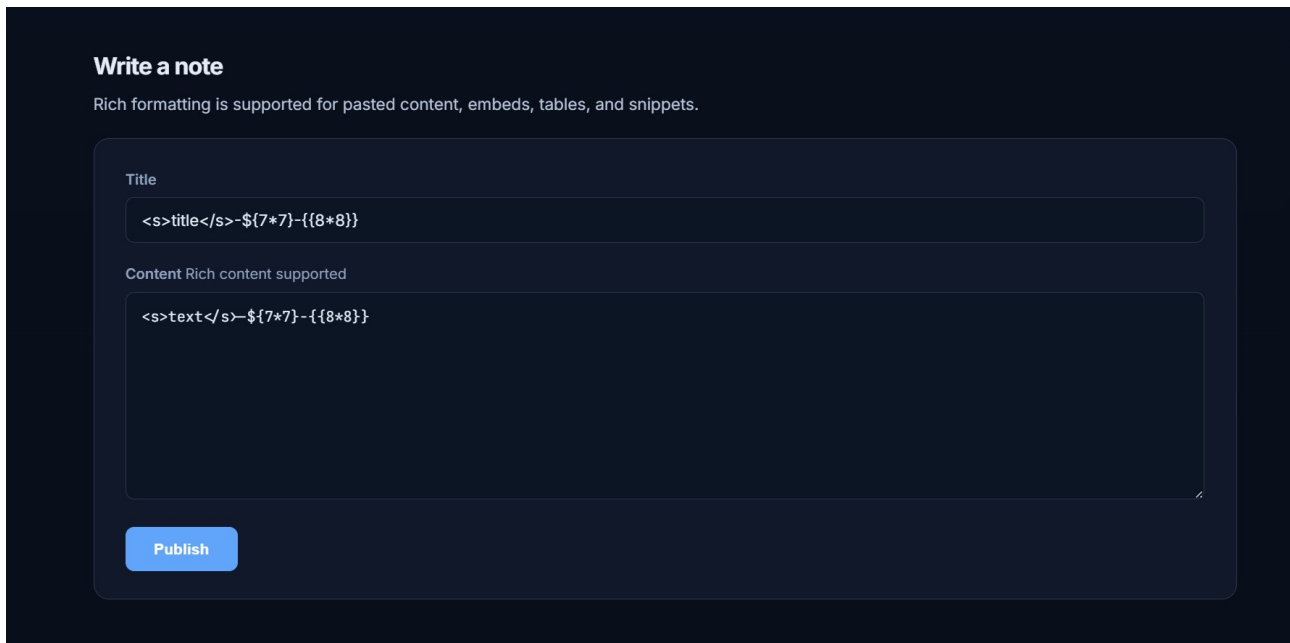 Write a note
Rich formatting is supported for pasted content, embeds, tables, and snippets.
Title
<s>title</s>-${7*7}-{{8*8}}
Content Rich content supported
<s>text</s>-${7*7}-{{8*8}}
Publish